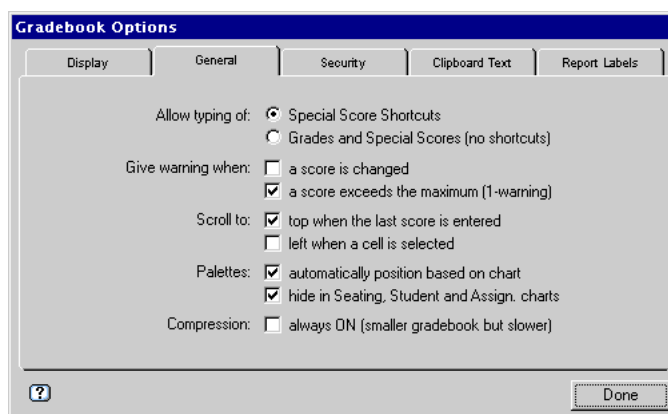 Gradebook Options
Display General Security Clipboard Text Report Labels
Allow typing of: Special Score Shortcuts
Grades and Special Scores (no shortcuts)
Give warning when: a score is changed
a score exceeds the maximum (1-warning)
Scroll to: top when the last score is entered
left when a cell is selected
Palettes: automatically position based on chart
hide in Seating, Student and Assign. charts
Compression: always ON (smaller gradebook but slower)
? Done